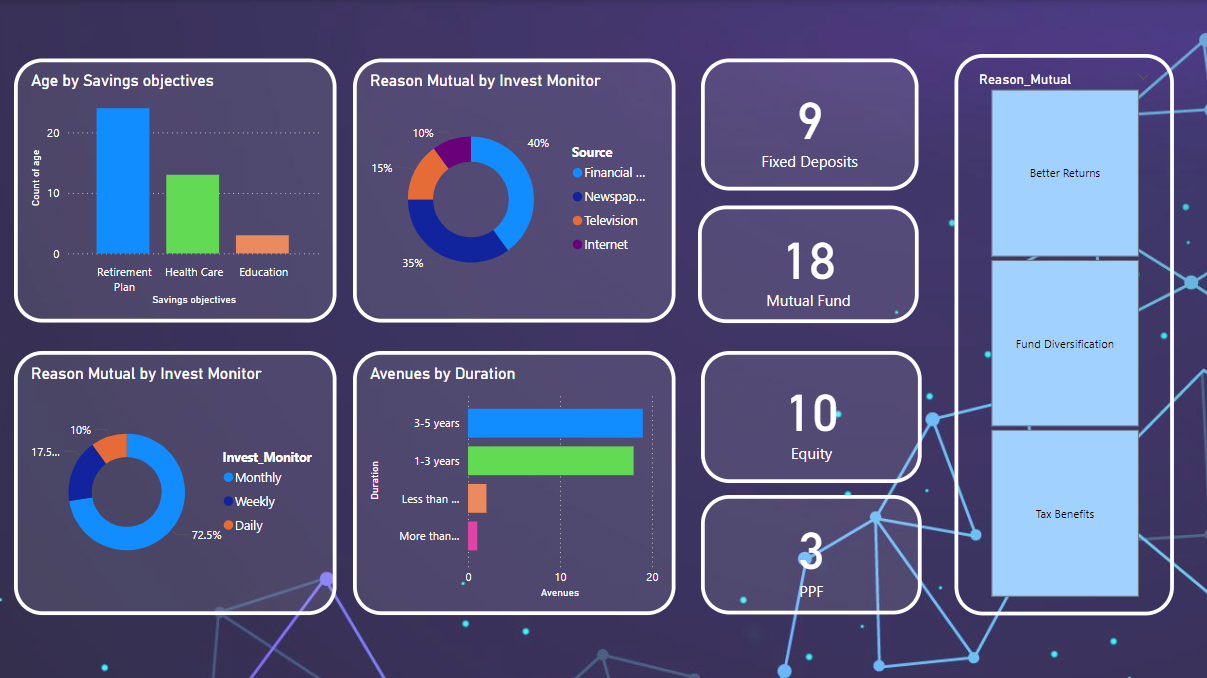 Age by Savings objectives
Count of age
20
10
0
Retirement
Plan
Health Care
Education
Savings objectives
Reason Mutual by Invest Monitor
10%
40%
15%
35%
Source
Financial ...
Newspap...
Television
Internet
9
Fixed Deposits
18
Mutual Fund
Reason_Mutual
Better Returns
Fund Diversification
Tax Benefits
Reason Mutual by Invest Monitor
10%
17.5...
72.5%
Invest_Monitor
Monthly
Weekly
Daily
Avenues by Duration
Duration
3-5 years
1-3 years
Less than ...
More than...
0
10
20
Avenues
10
Equity
3
PPF